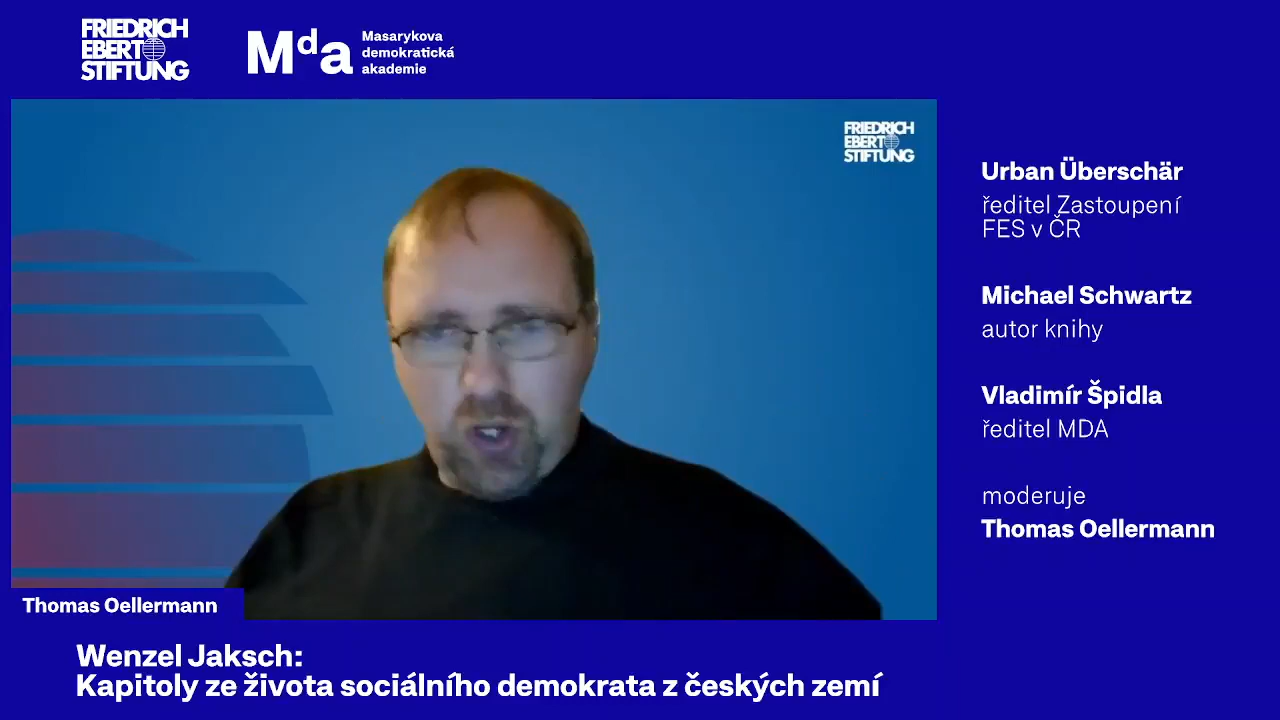 FRIEDRICH
EBERT
STIFTUNG
Mda
Masarykova
demokratická
akademie
FRIEDRICH
EBERT
STIFTUNG
Urban Überschär
ředitel Zastoupení
FES v ČR
Michael Schwartz
autor knihy
Vladimír Špidla
ředitel MDA
moderuje
Thomas Oellermann
Thomas Oellermann
Wenzel Jaksch:
Kapitoly ze života sociálního demokrata z českých zemí